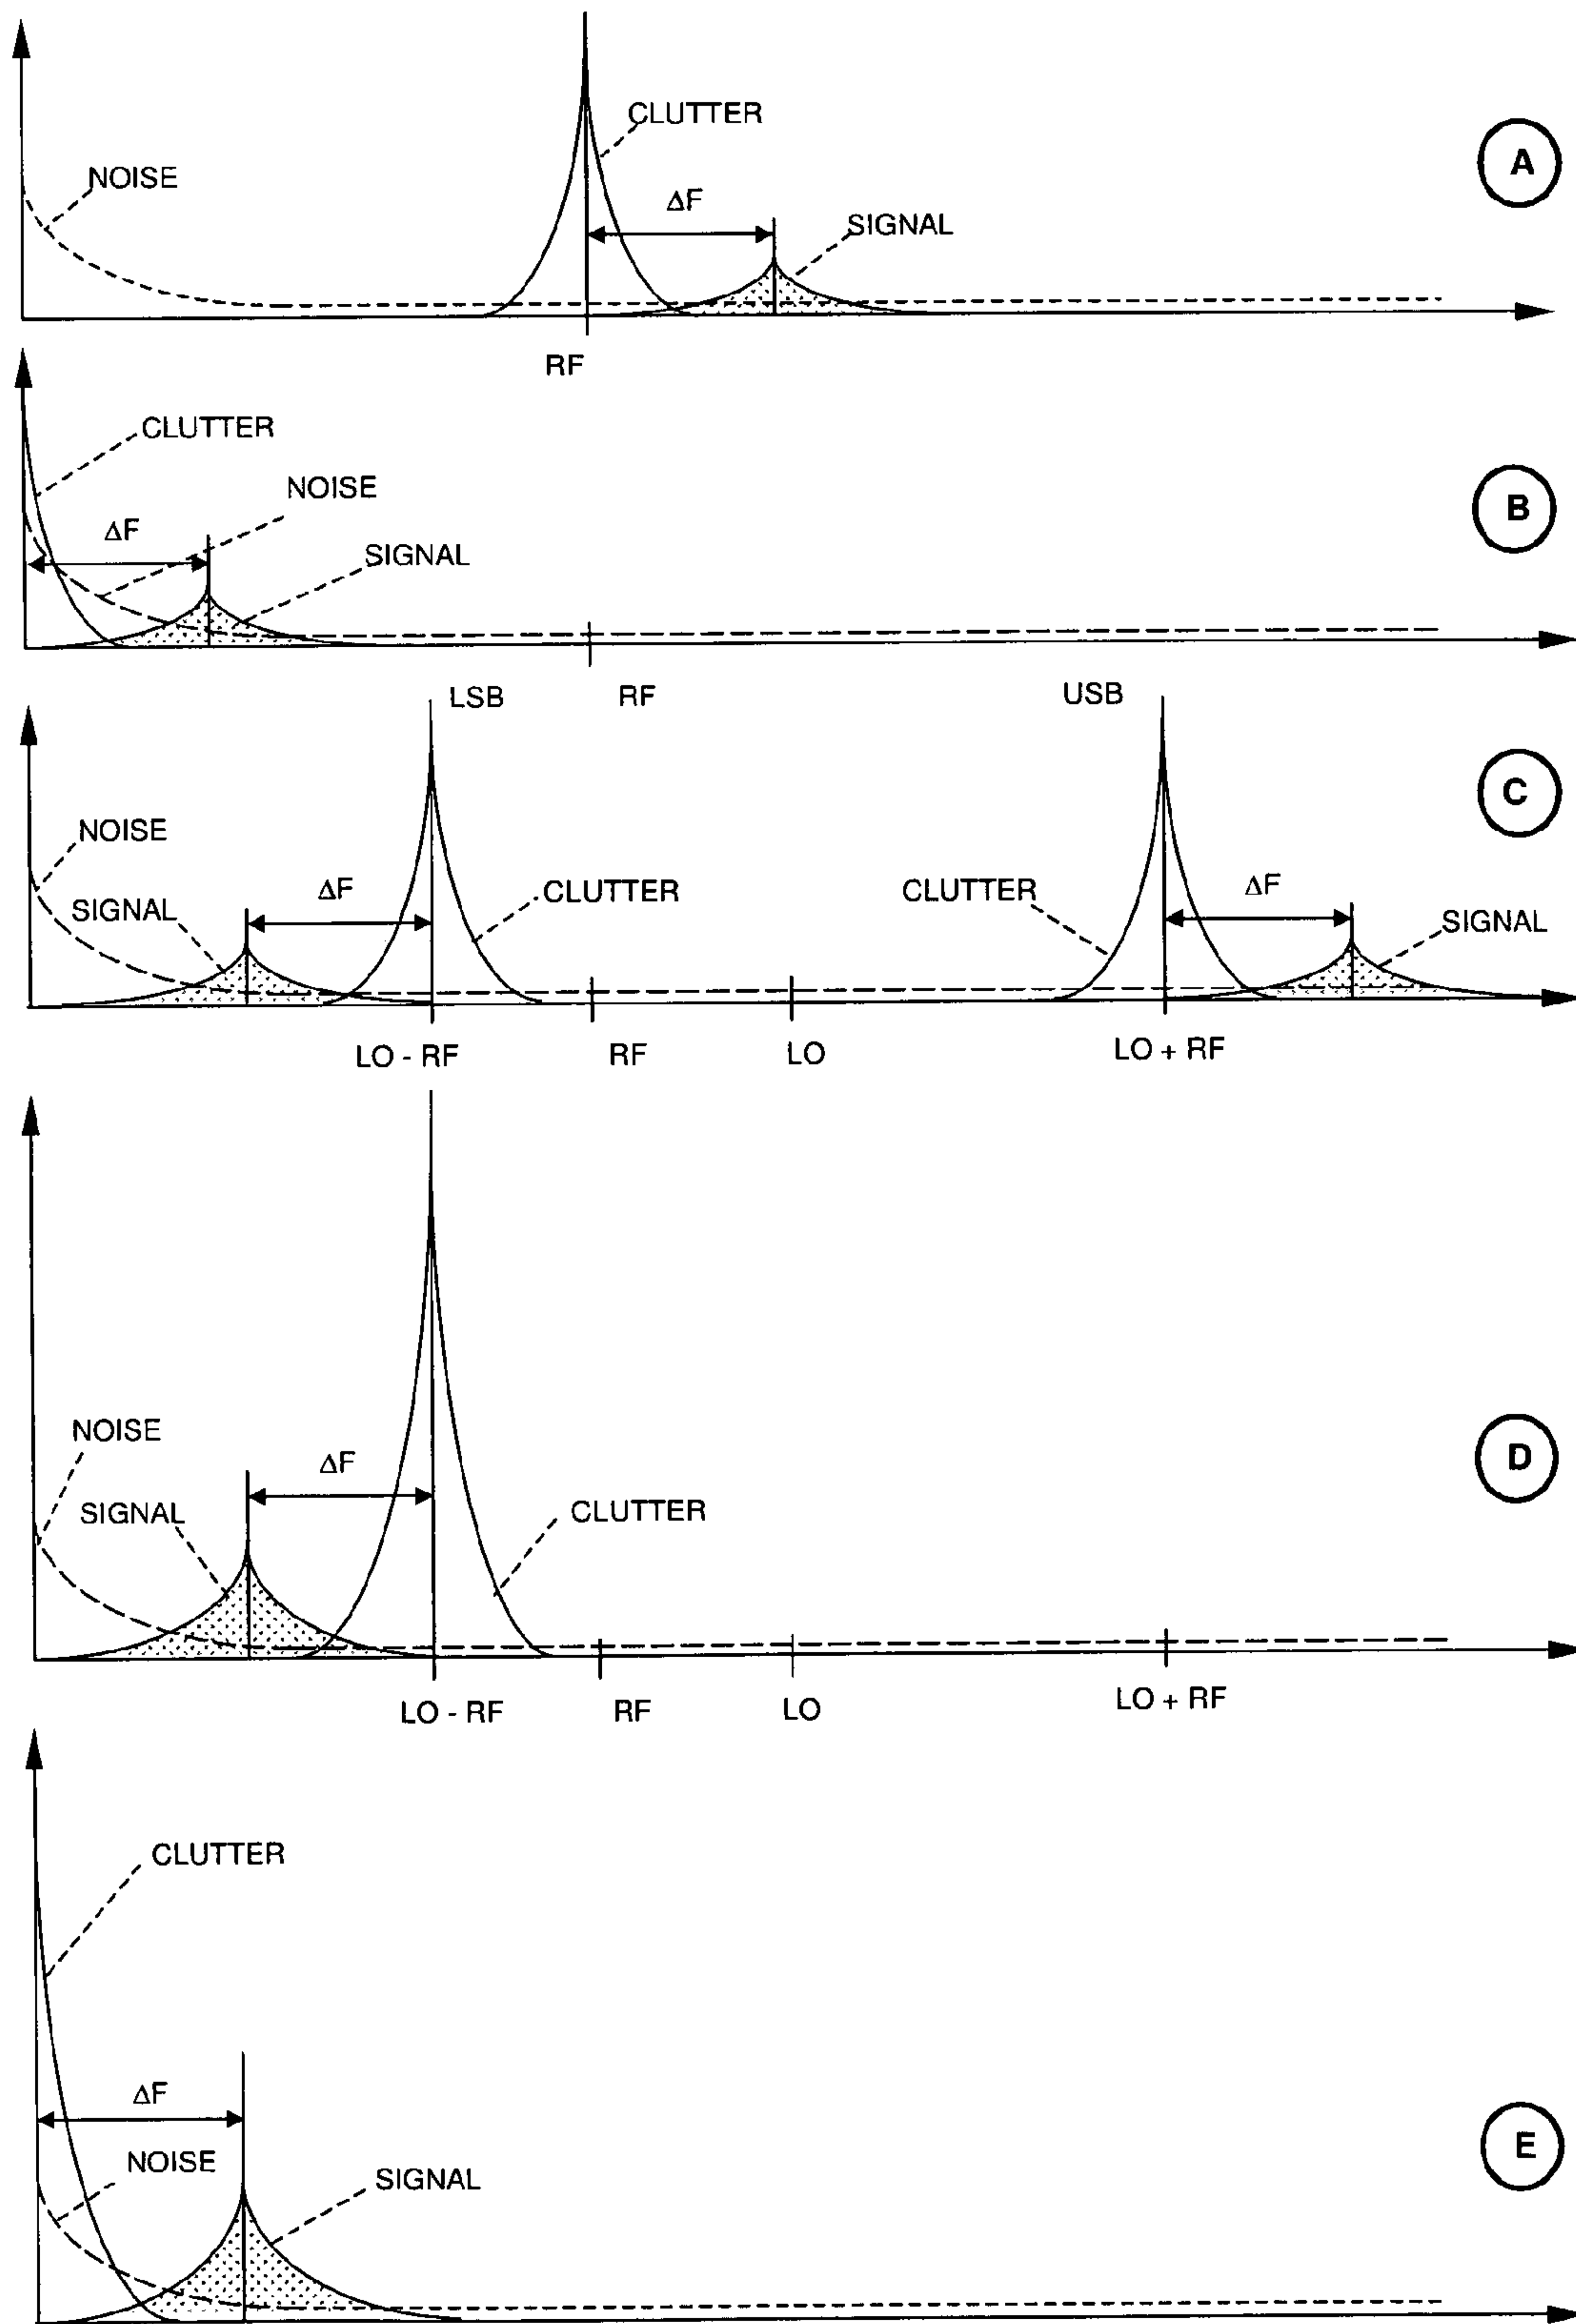 CLUTTER
NOISE
A
ΔF
SIGNAL
RF
CLUTTER
NOISE
B
ΔF
SIGNAL
LSB
RF
USB
C
NOISE
SIGNAL
ΔF
CLUTTER
CLUTTER
ΔF
SIGNAL
LO - RF
RF
LO
LO + RF
NOISE
D
ΔF
SIGNAL
CLUTTER
LO - RF
RF
LO
LO + RF
CLUTTER
ΔF
E
NOISE
SIGNAL